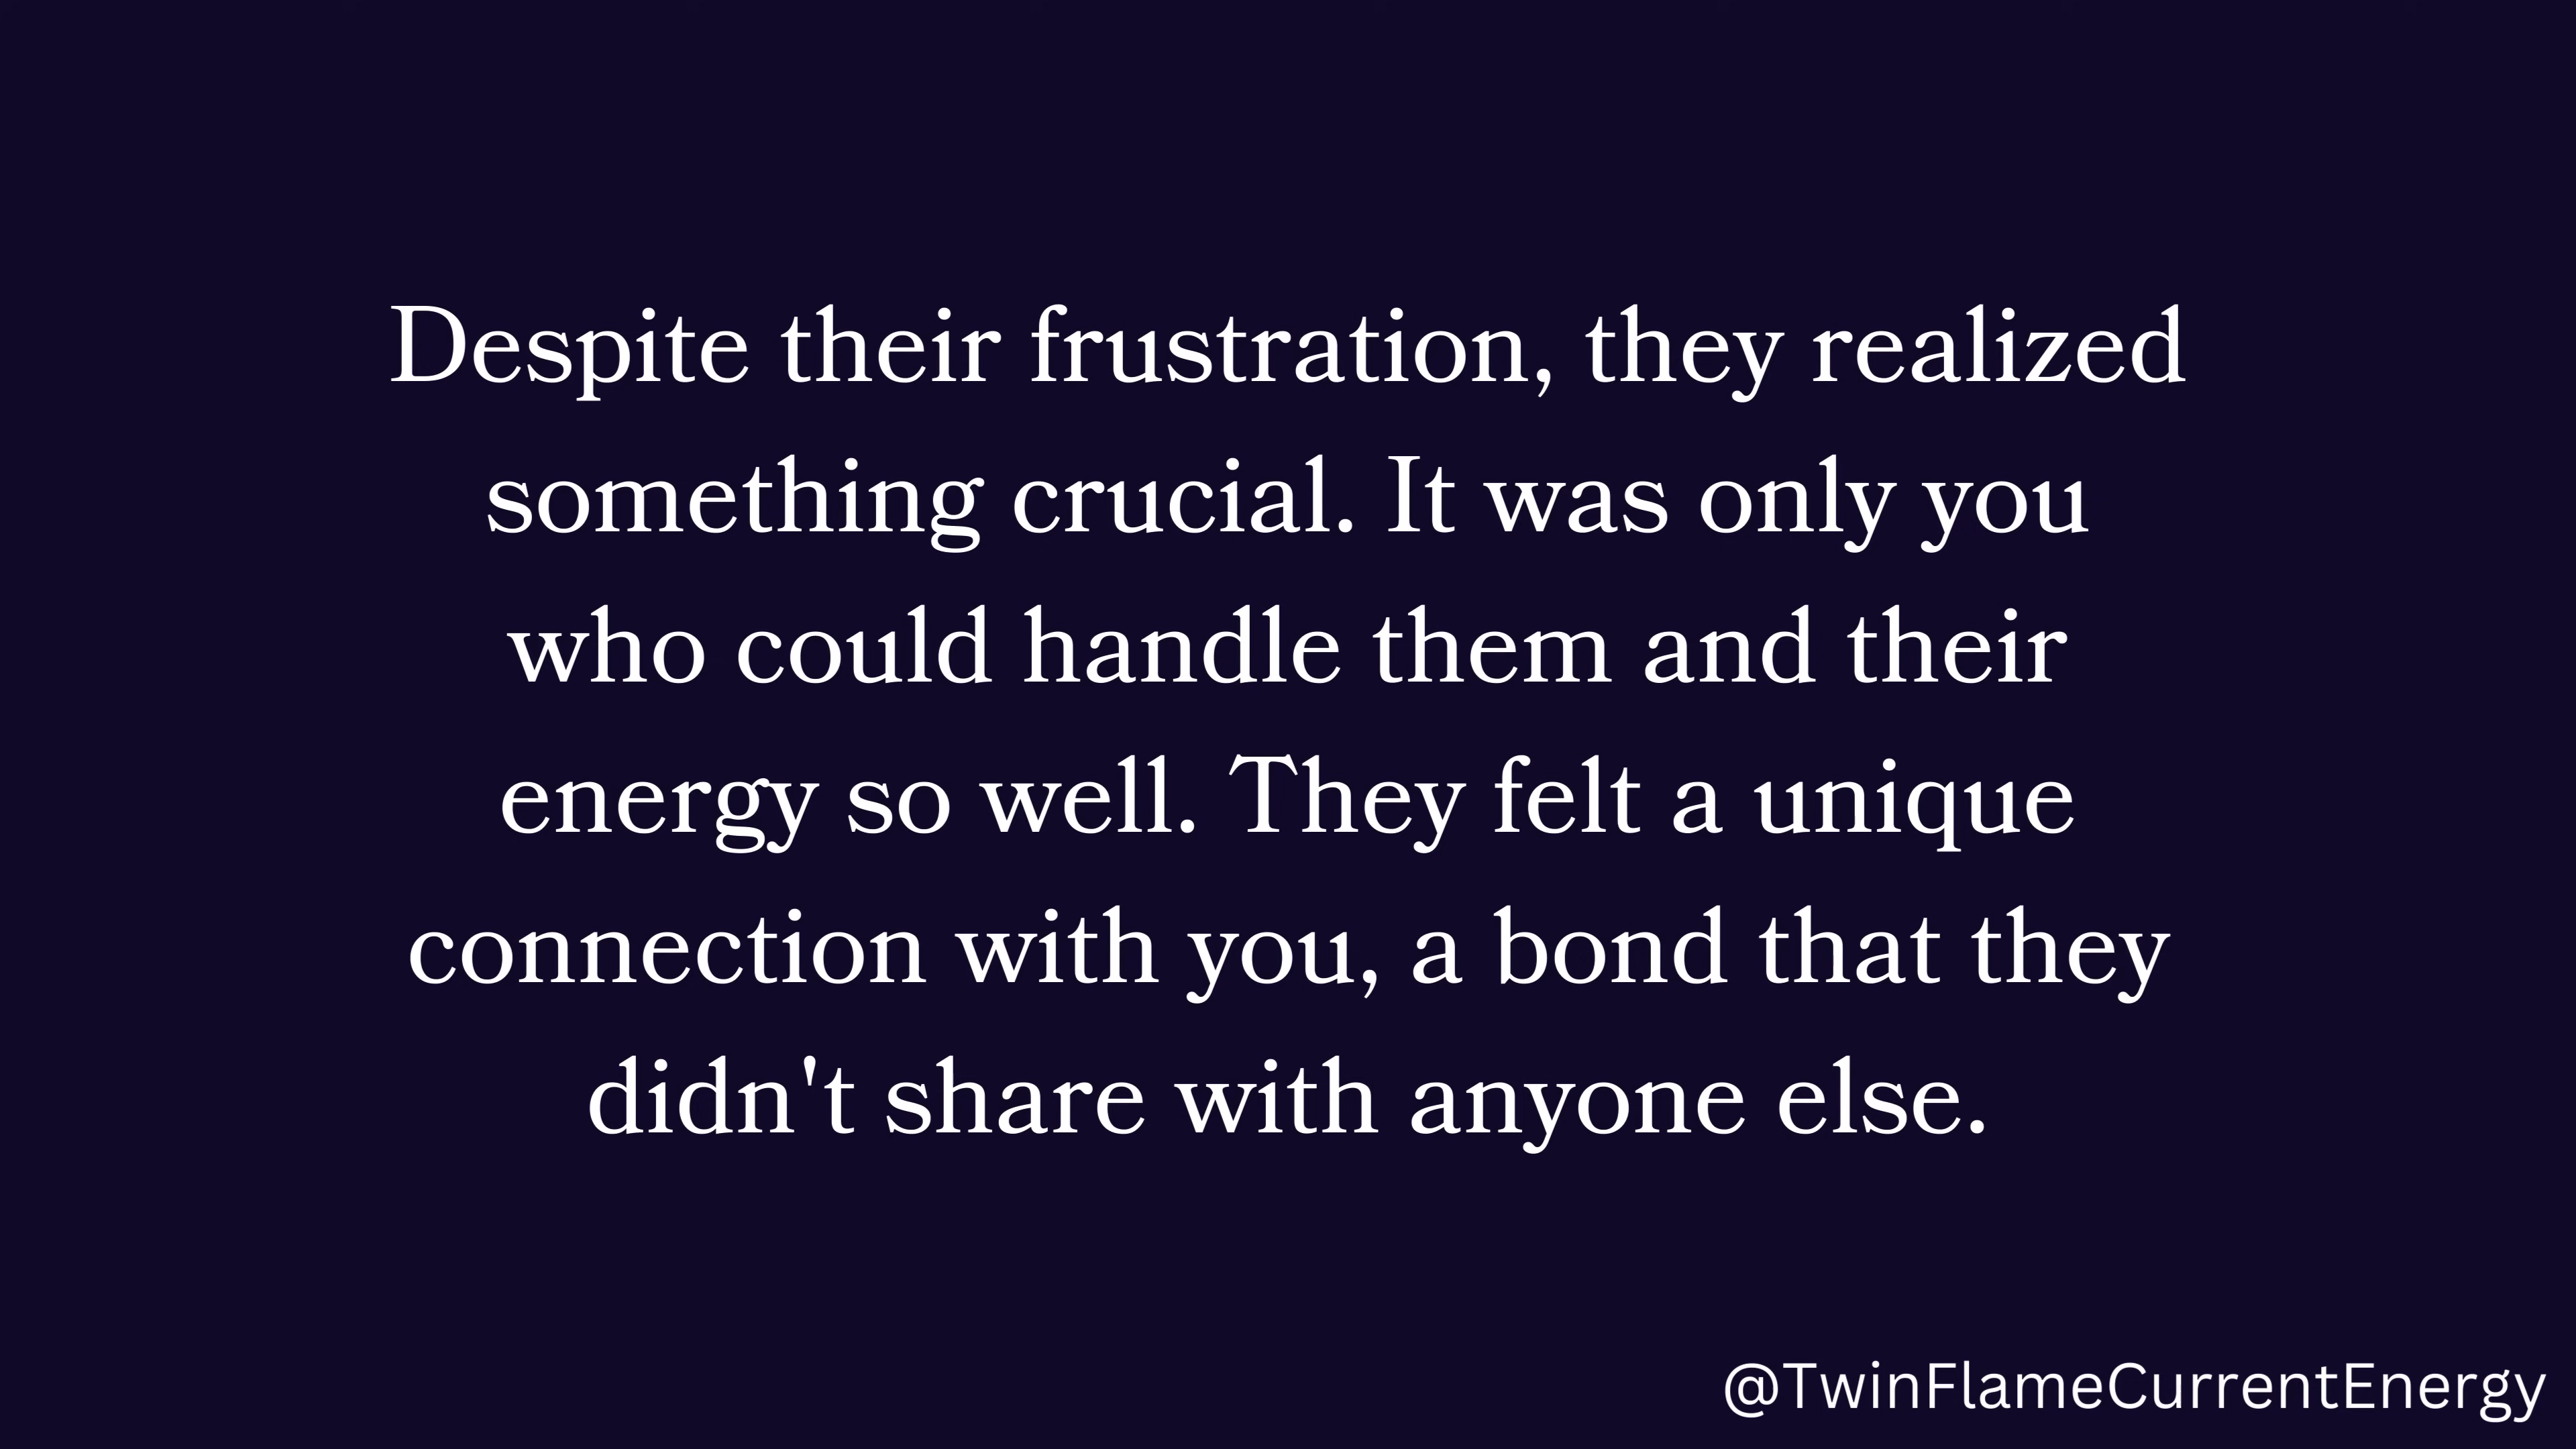 Despite their frustration, they realized
something crucial. It was only you
who could handle them and their
energy so well. They felt a unique
connection with you, a bond that they
didn't share with anyone else.
@TwinFlameCurrentEnergy